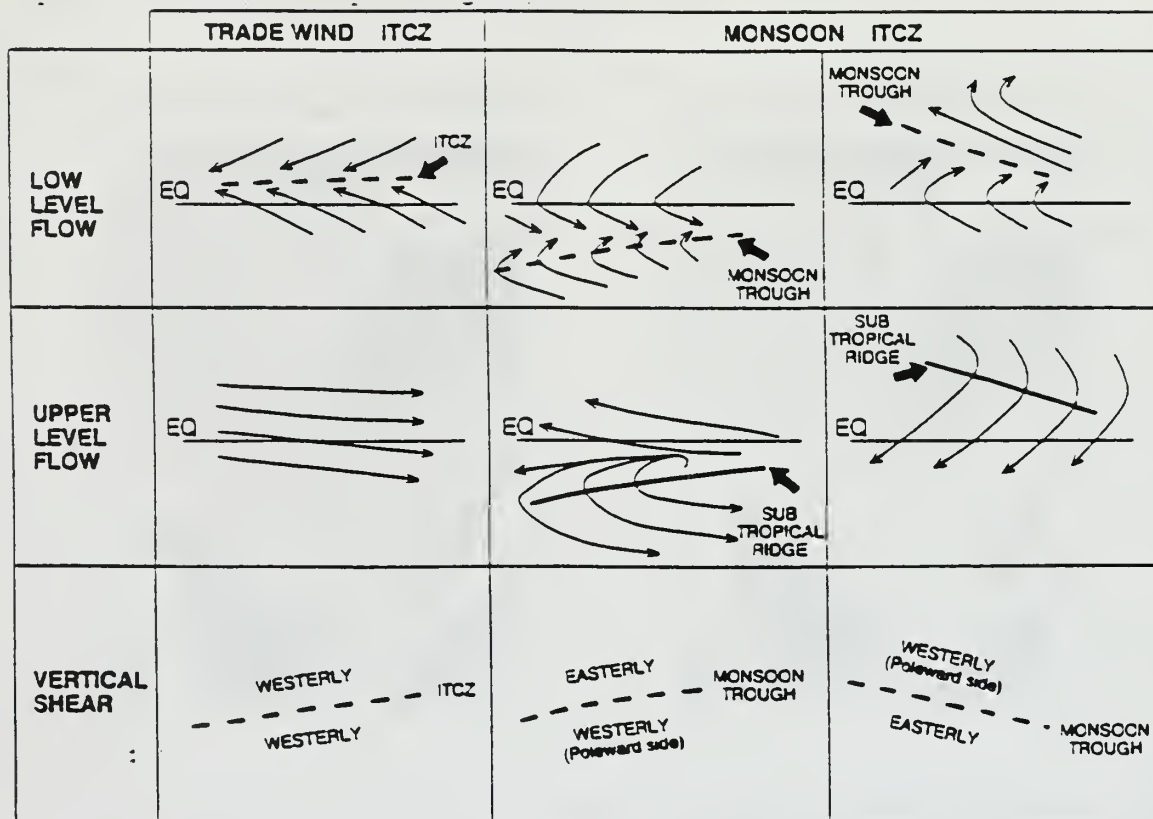 TRADE WIND ITCZ
MONSOON ITCZ
LOW
LEVEL
FLOW
EQ
ITCZ
EQ
MONSOON
TROUGH
MONSOON
TROUGH
EQ
UPPER
LEVEL
FLOW
EQ
EQ
SUB
TROPICAL
RIDGE
SUB
TROPICAL
RIDGE
EQ
VERTICAL
SHEAR
WESTERLY
ITCZ
WESTERLY
EASTERLY
MONSOON
TROUGH
WESTERLY
(Poleward side)
WESTERLY
(Poleward side)
EASTERLY
MONSOON
TROUGH